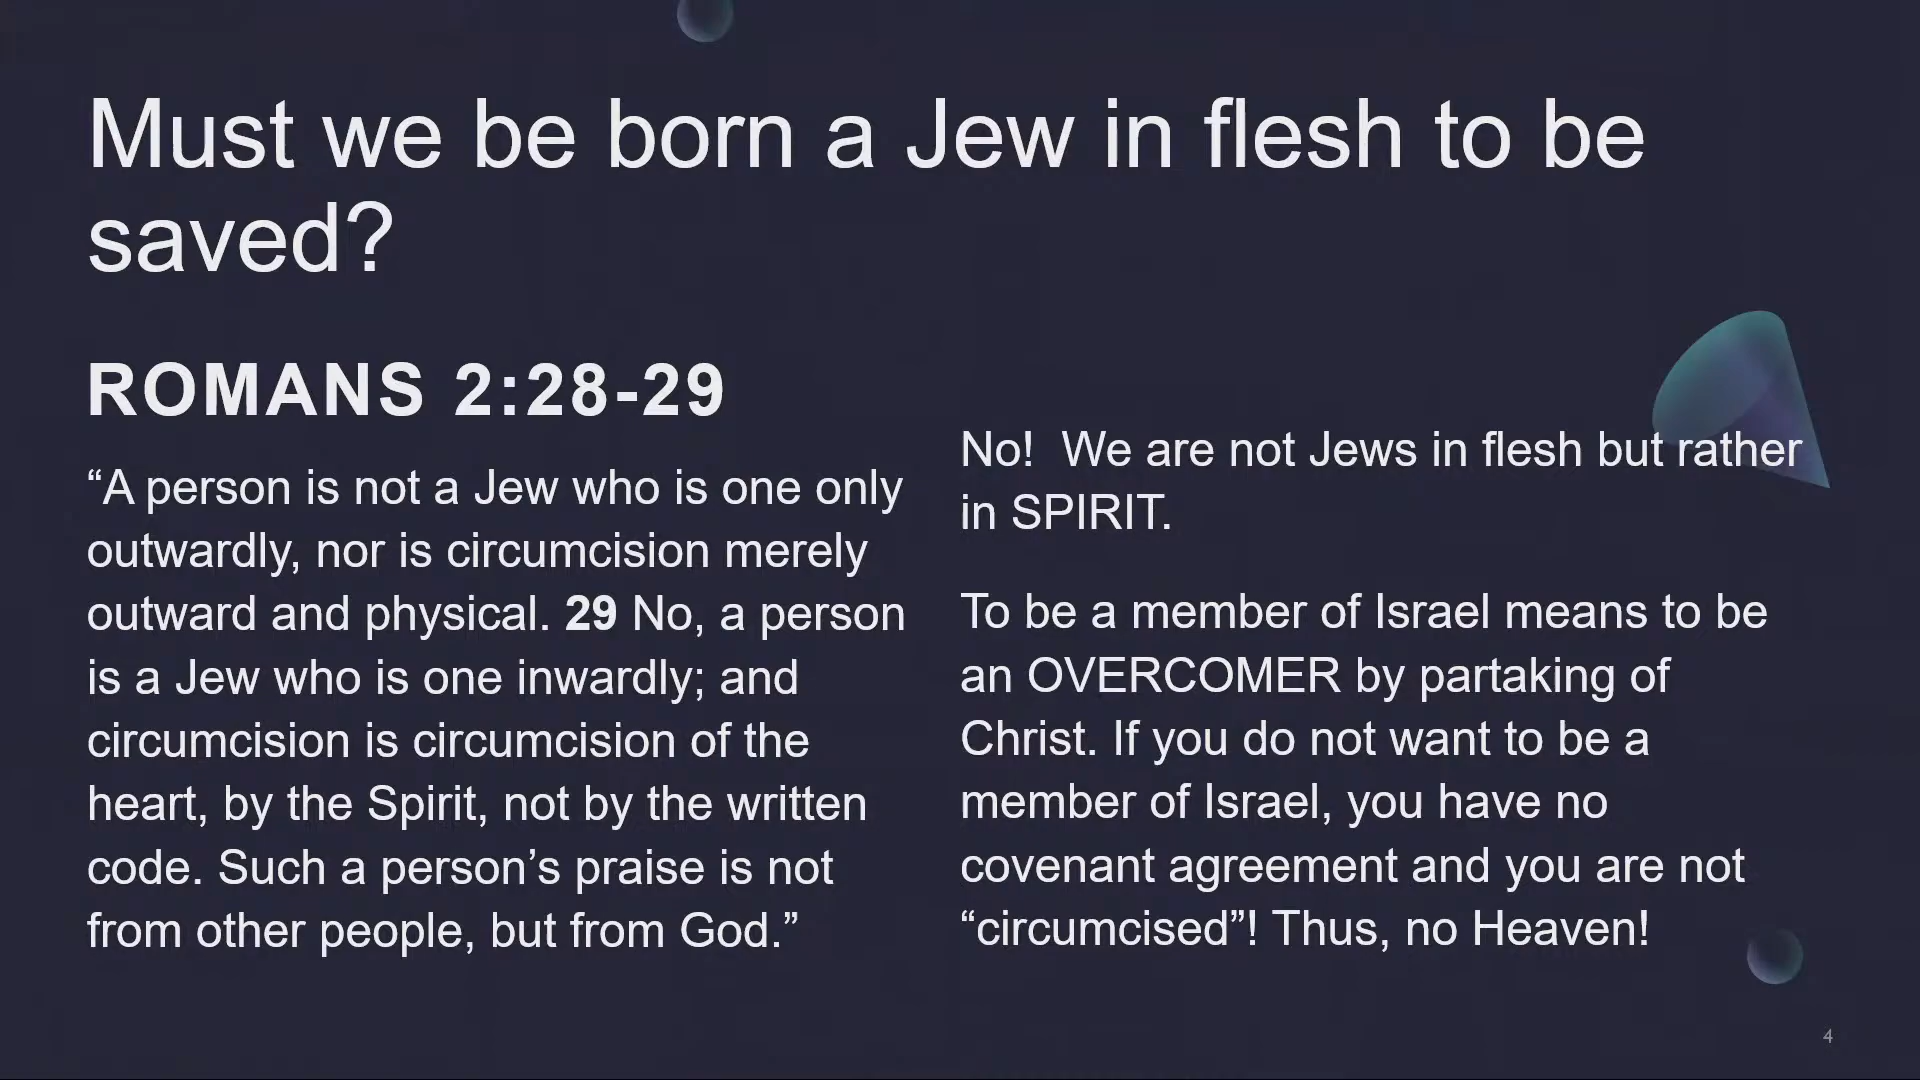 Must we be born a Jew in flesh to be
saved?
ROMANS 2:28-29
“A person is not a Jew who is one only
outwardly, nor is circumcision merely
outward and physical. 29 No, a person
is a Jew who is one inwardly; and
circumcision is circumcision of the
heart, by the Spirit, not by the written
code. Such a person’s praise is not
from other people, but from God.”
No!  We are not Jews in flesh but rather
in SPIRIT.
To be a member of Israel means to be
an OVERCOMER by partaking of
Christ. If you do not want to be a
member of Israel, you have no
covenant agreement and you are not
“circumcised”! Thus, no Heaven!
4